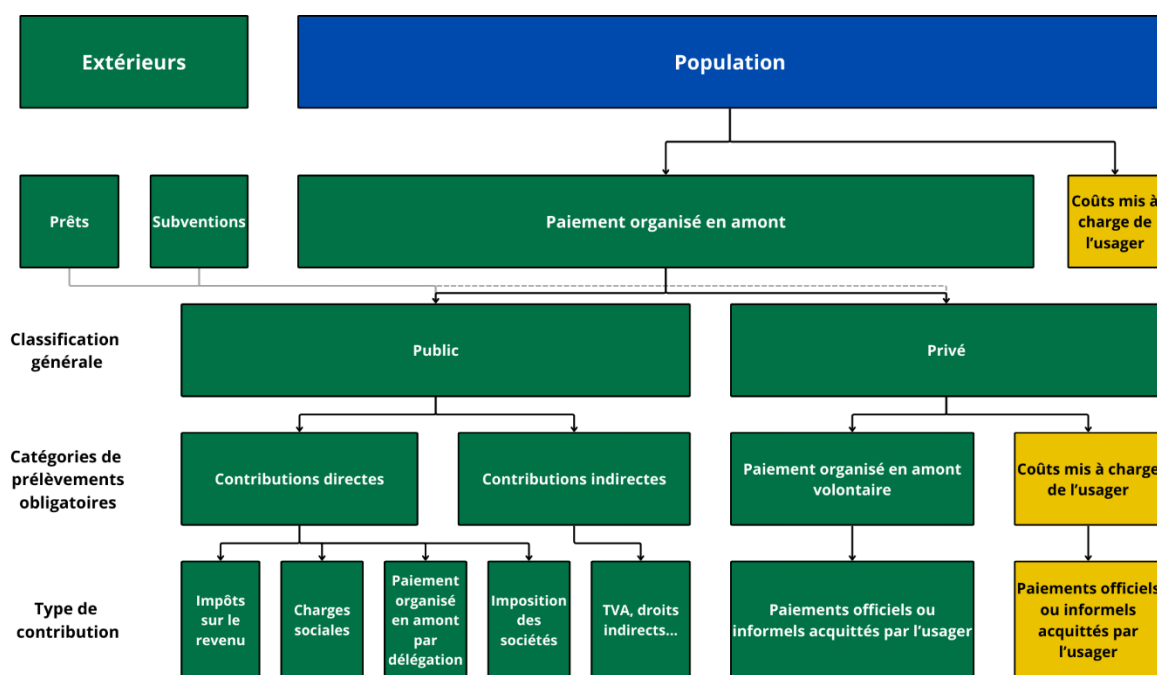 Extérieurs
Population
Prêts
Subventions
Paiement organisé en amont
Coûts mis à
charge de
l'usager
Classification
générale
Public
Privé
Catégories de
prélèvements
obligatoires
Contributions directes
Contributions indirectes
Paiement organisé en amont
volontaire
Coûts mis à charge
de l'usager
Type de
contribution
Impôts
sur le
revenu
Charges
sociales
Paiement
organisé
en amont
par
délégation
Imposition
des
sociétés
TVA, droits
indirects...
Paiements officiels ou
informels acquittés par l'usager
Paiements officiels
ou informels
acquittés par
l'usager